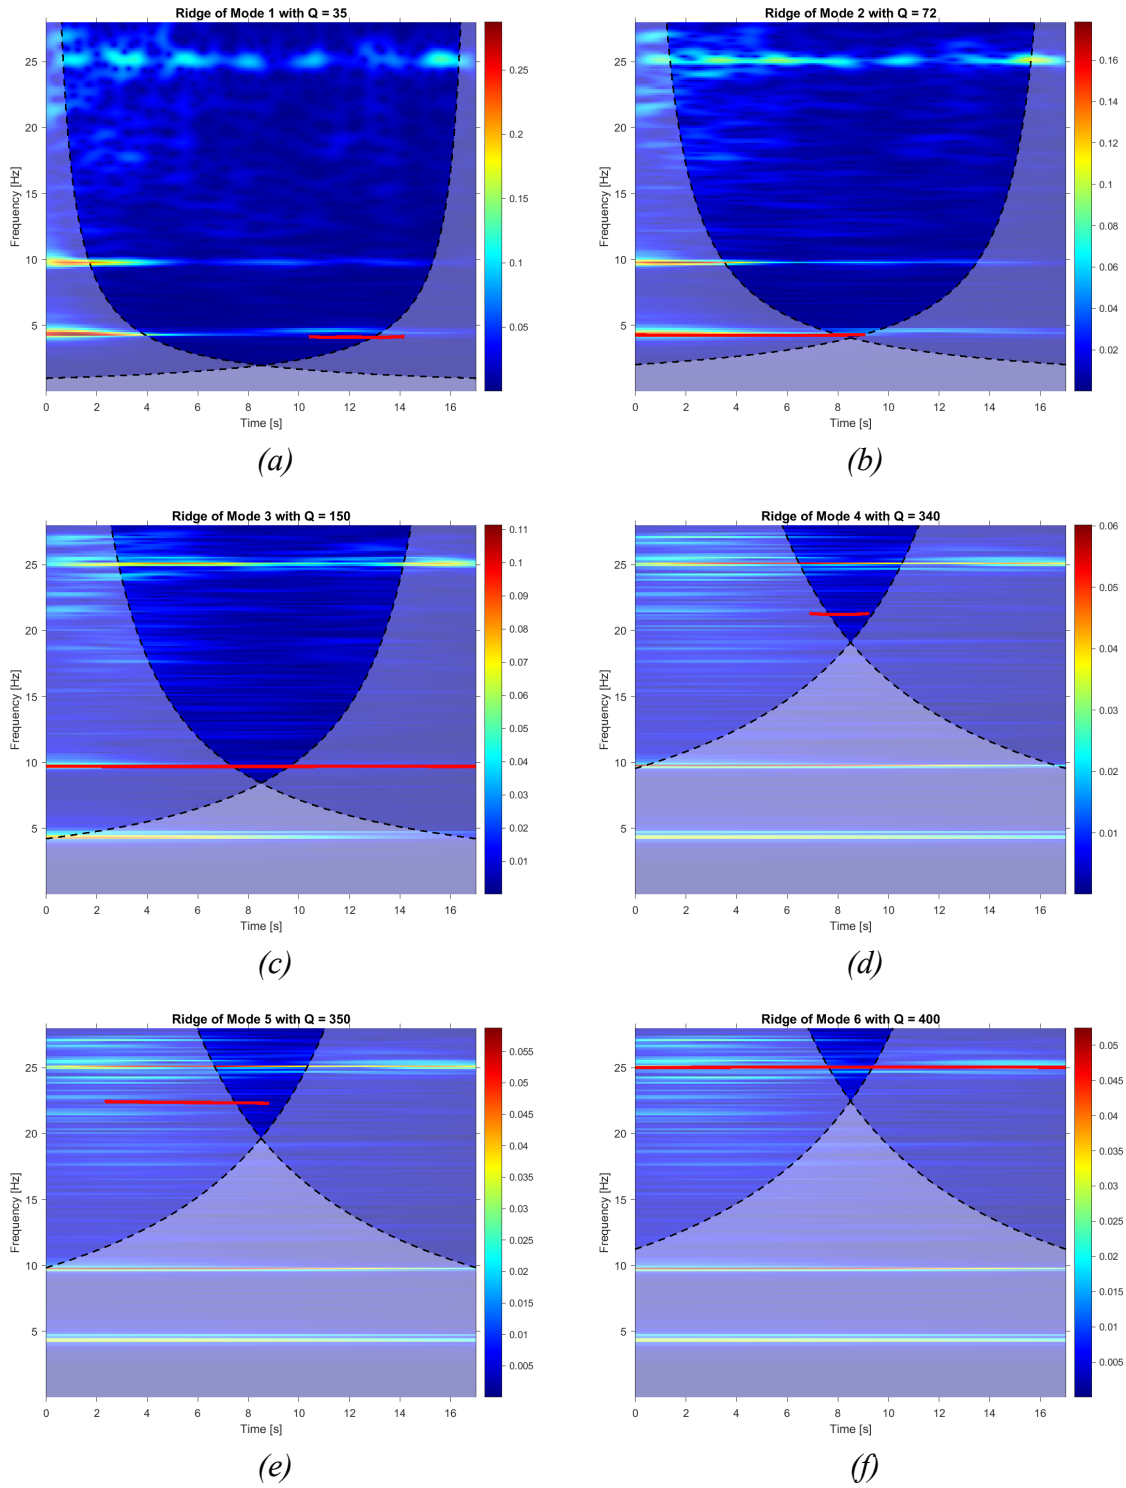 Ridge of Mode 1 with Q = 35
Frequency [Hz]
25
20
15
10
5
0 2 4 6 8 10 12 14 16
Time [s]
0.25
0.2
0.15
0.1
0.05
(a)
Ridge of Mode 2 with Q = 72
Frequency [Hz]
25
20
15
10
5
0 2 4 6 8 10 12 14 16
Time [s]
0.16
0.14
0.12
0.1
0.08
0.06
0.04
0.02
(b)
Ridge of Mode 3 with Q = 150
Frequency [Hz]
25
20
15
10
5
0 2 4 6 8 10 12 14 16
Time [s]
0.11
0.1
0.09
0.08
0.07
0.06
0.05
0.04
0.03
0.02
0.01
(c)
Ridge of Mode 4 with Q = 340
Frequency [Hz]
25
20
15
10
5
0 2 4 6 8 10 12 14 16
Time [s]
0.06
0.05
0.04
0.03
0.02
0.01
(d)
Ridge of Mode 5 with Q = 350
Frequency [Hz]
25
20
15
10
5
0 2 4 6 8 10 12 14 16
Time [s]
0.055
0.05
0.045
0.04
0.035
0.03
0.025
0.02
0.015
0.01
0.005
(e)
Ridge of Mode 6 with Q = 400
Frequency [Hz]
25
20
15
10
5
0 2 4 6 8 10 12 14 16
Time [s]
0.05
0.045
0.04
0.035
0.03
0.025
0.02
0.015
0.01
0.005
(f)